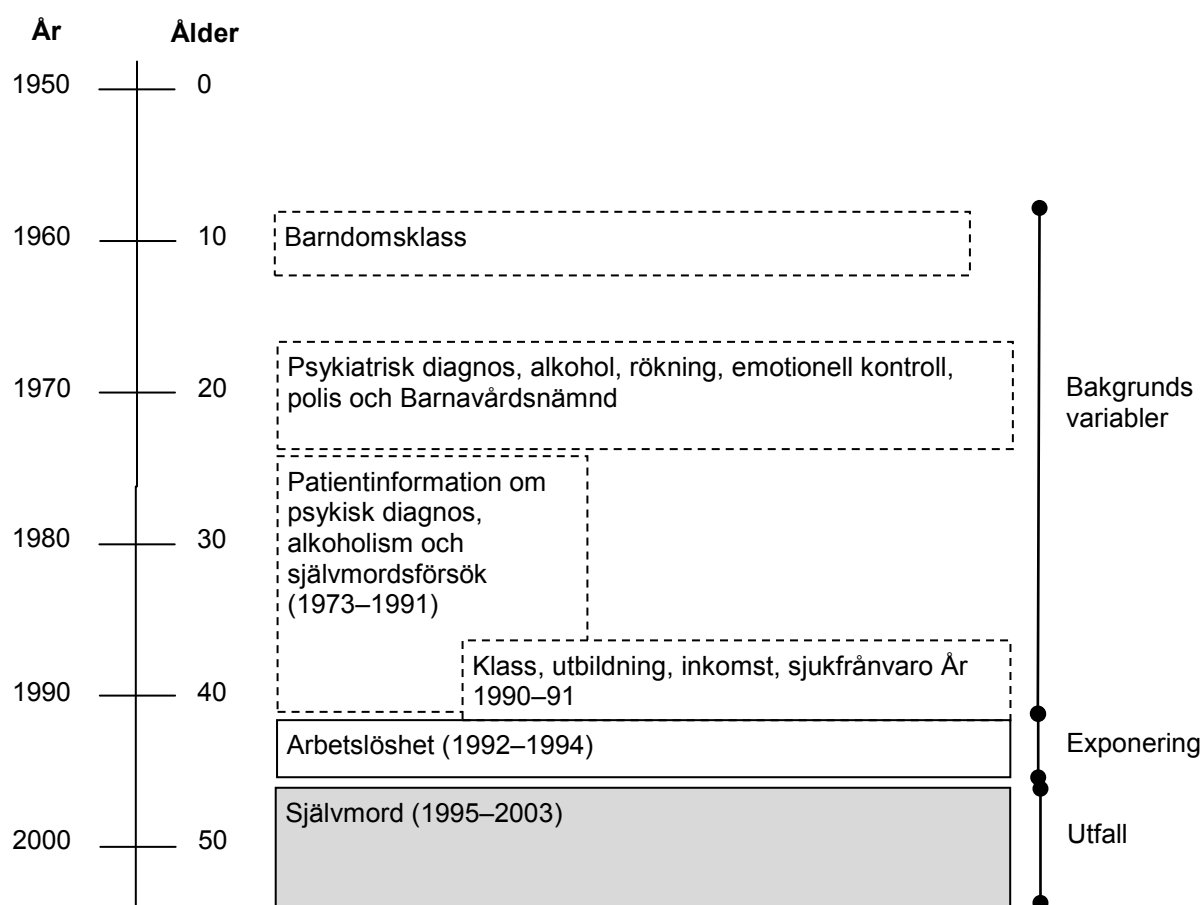 År
Ålder
1950
0
1960
10
Barndomsklass
Psykiatrisk diagnos, alkohol, rökning, emotionell kontroll,
polis och Barnavårdsnämnd
1970
20
Bakgrunds
variabler
Patientinformation om
psykisk diagnos,
alkoholism och
självmordsförsök
(1973–1991)
1980
30
Klass, utbildning, inkomst, sjukfrånvaro År
1990–91
1990
40
Arbetslöshet (1992–1994)
Exponering
Självmord (1995–2003)
2000
50
Utfall